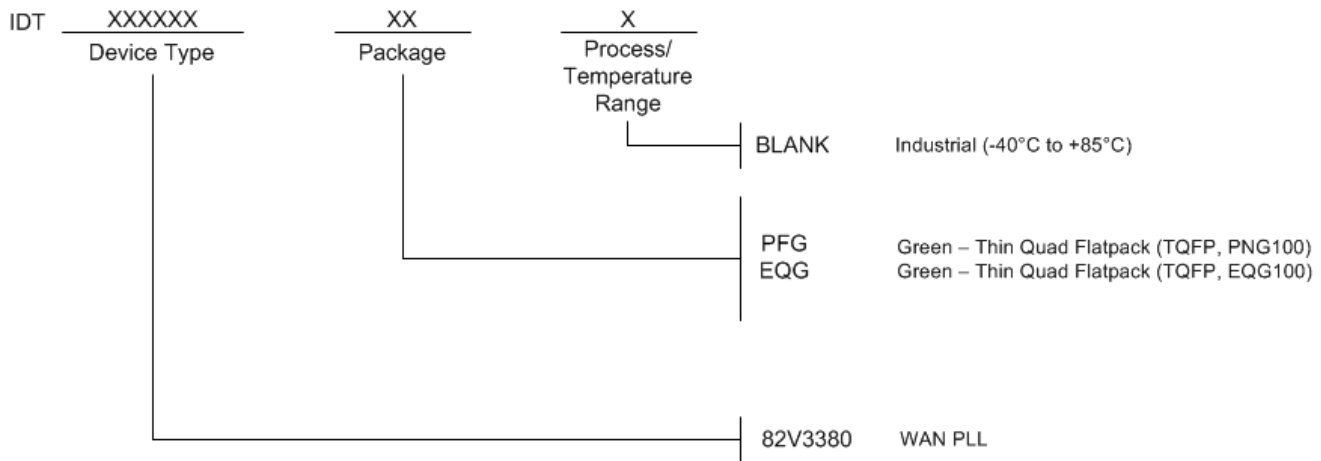 IDT XXXXXX XX X
Device Type Package Process/
Temperature
Range
BLANK Industrial (-40°C to +85°C)
PFG Green – Thin Quad Flatpack (TQFP, PNG100)
EQG Green – Thin Quad Flatpack (TQFP, EQG100)
82V3380 WAN PLL